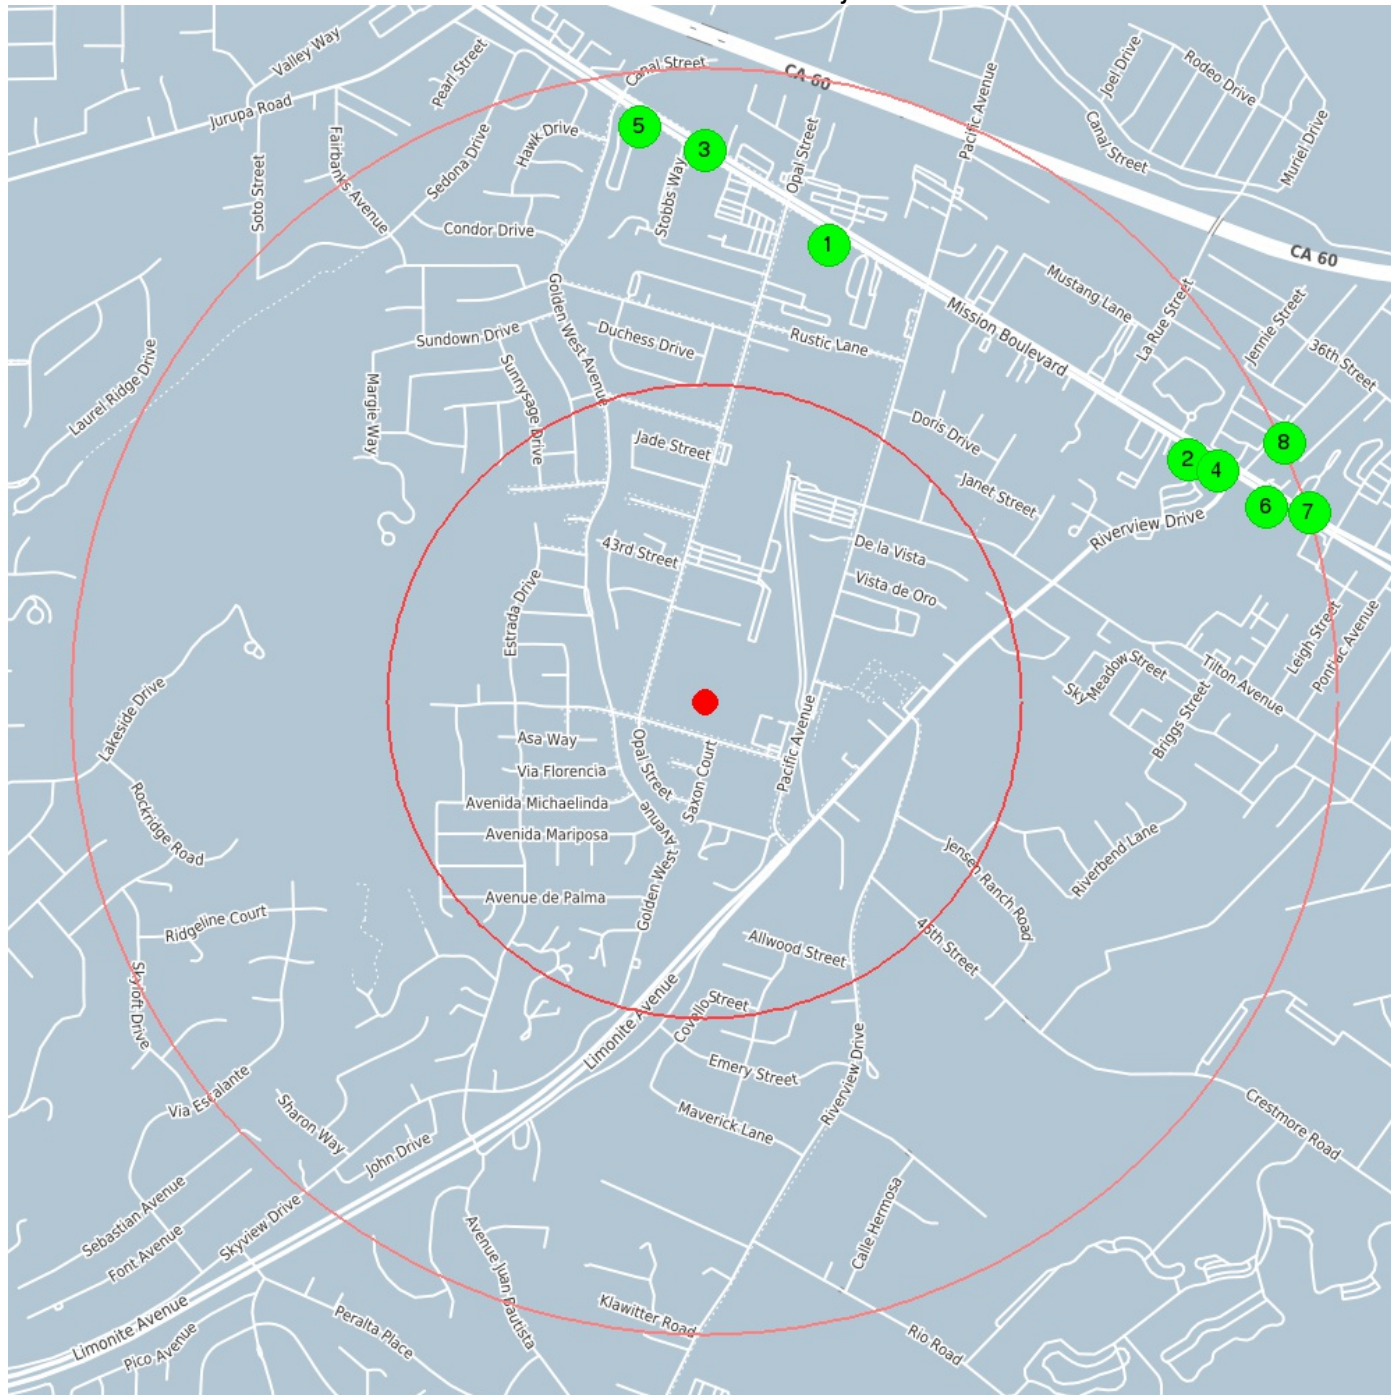 Valley Way
Pearl Street
Canal Street
CA 60
Pacific Avenue
Joel Drive
Rodeo Drive
Jurupa Road
Canal Street
Muriel Drive
5
3
Hawk Drive
Opal Street
Fairbanks Avenue
Sedona Drive
Soto Street
Stobbs Way
Condor Drive
1
CA 60
Mustang Lane
Golden West Avenue
La Rue Street
Jennie Street
Mission Boulevard
Sundown Drive
Duchess Drive
Rustic Lane
36th Street
Laurel Ridge Drive
Margie Way
Sunnysage Drive
Doris Drive
Jade Street
8
2
4
Janet Street
6
7
Riverview Drive
43rd Street
De la Vista
Vista de Oro
Estrada Drive
Leigh Street
Pontiac Avenue
Sky Meadow Street
Tilton Avenue
Lakeside Drive
Briggs Street
Pacific Avenue
Asa Way
Opal Street
Saxon Court
Via Florencia
Avenida Michaelinda
Rockridge Road
Avenida Mariposa
Golden West Avenue
Jensen Ranch Road
Riverbend Lane
Avenue de Palma
Ridgeline Court
46th Street
Allwood Street
Skyloft Drive
Limonite Avenue
Covello Street
Riverview Drive
Emery Street
Via Escalante
Sharon Way
Maverick Lane
Crestmore Road
John Drive
Sebastian Avenue
Skyview Drive
Calle Hermosa
Font Avenue
Avenue Juan Bautista
Limonite Avenue
Klawitter Road
Peralta Place
Rio Road
Pico Avenue